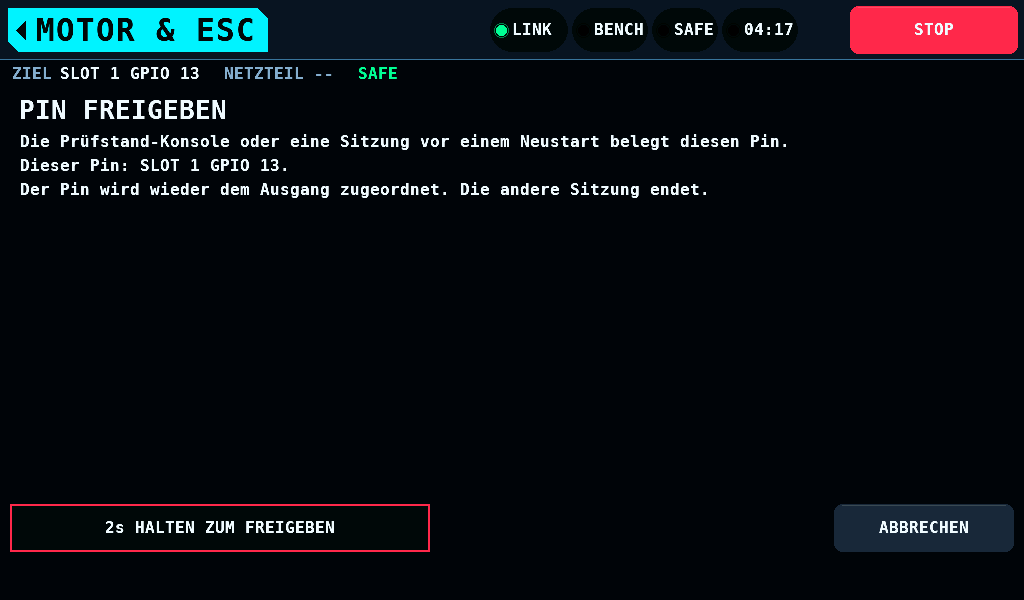 MOTOR & ESC
LINK
BENCH
SAFE
04:17
STOP
ZIEL SLOT 1 GPIO 13 NETZTEIL -- SAFE
PIN FREIGEBEN
Die Prüfstand-Konsole oder eine Sitzung vor einem Neustart belegt diesen Pin.
Dieser Pin: SLOT 1 GPIO 13.
Der Pin wird wieder dem Ausgang zugeordnet. Die andere Sitzung endet.
2s HALTEN ZUM FREIGEBEN
ABBRECHEN